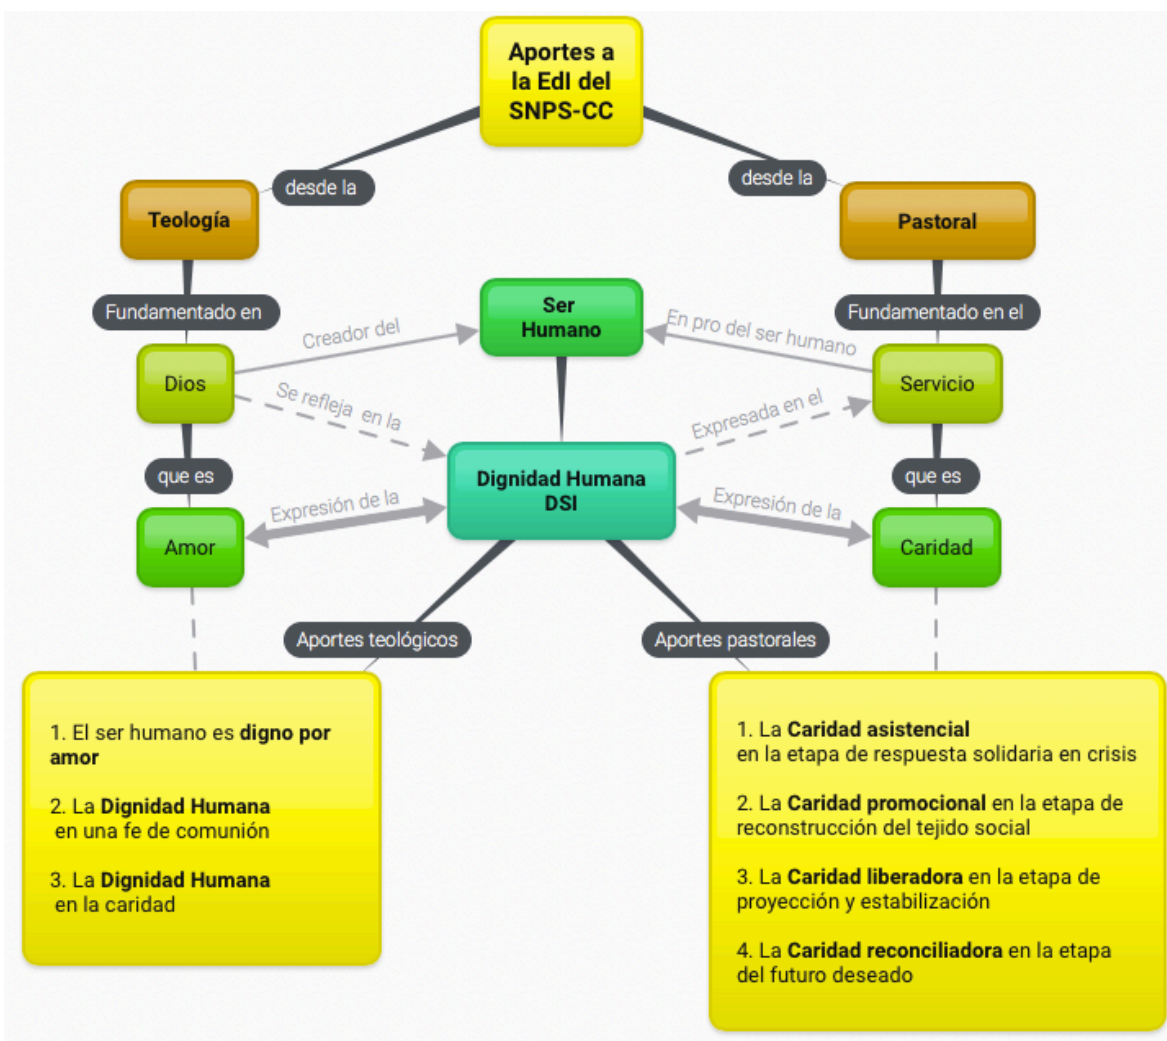 Aportes a
la EdI del
SNPS-CC
desde la
desde la
Teología
Pastoral
Fundamentado en
Fundamentado en el
Ser
Humano
Creador del
En pro del ser humano
Dios
Servicio
Se refleja en la
Expresada en el
que es
que es
Dignidad Humana
DSI
Expresión de la
Expresión de la
Amor
Caridad
Aportes teológicos
Aportes pastorales
1. El ser humano es digno por
amor
2. La Dignidad Humana
en una fe de comunión
3. La Dignidad Humana
en la caridad
1. La Caridad asistencial
en la etapa de respuesta solidaria en crisis
2. La Caridad promocional en la etapa de
reconstrucción del tejido social
3. La Caridad liberadora en la etapa de
proyección y estabilización
4. La Caridad reconciliadora en la etapa
del futuro deseado